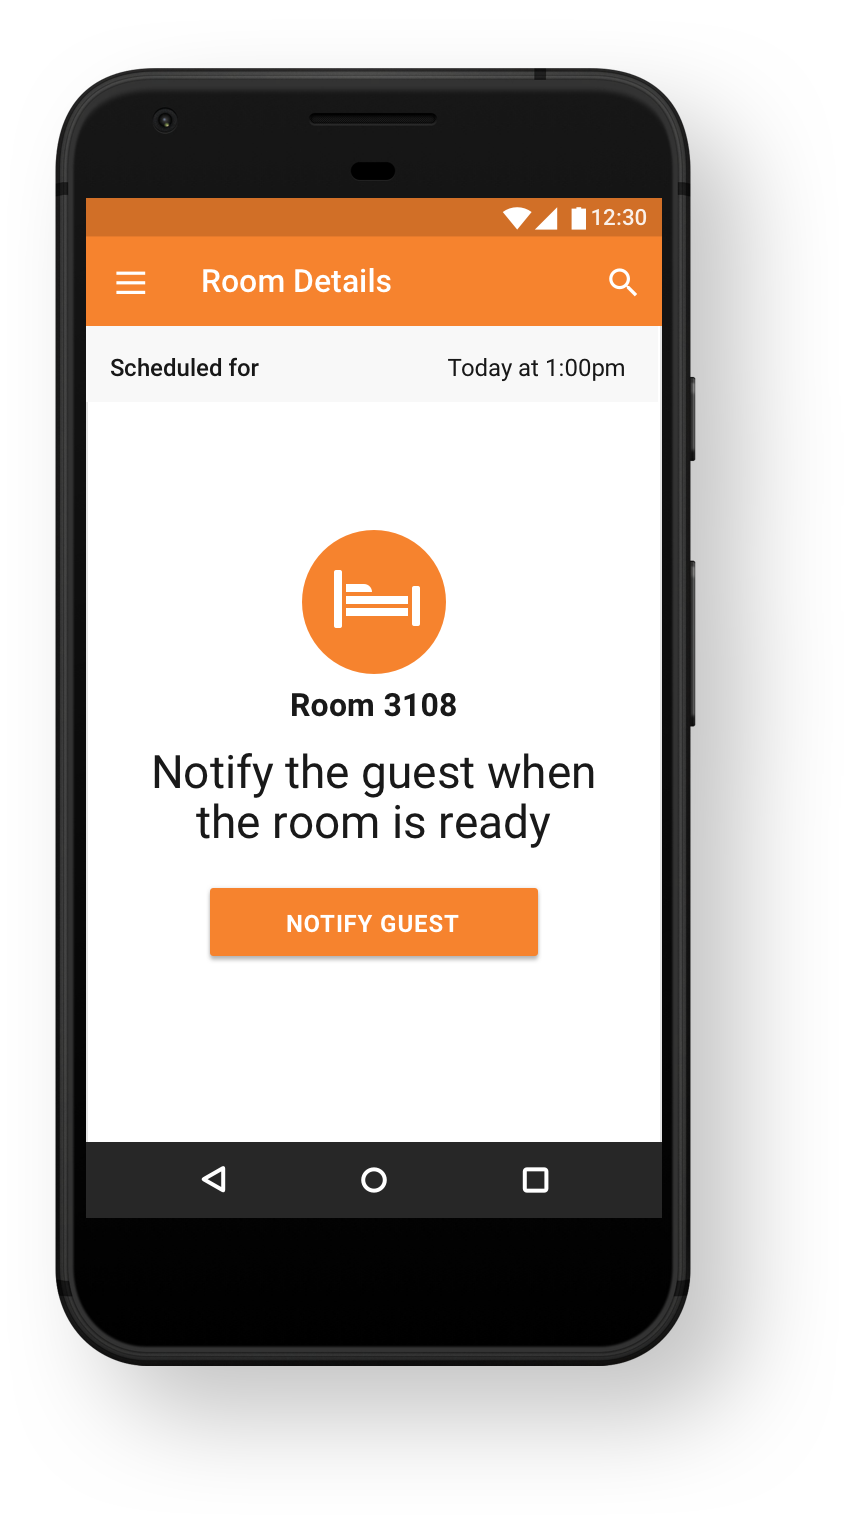 12:30
Room Details
Scheduled for Today at 1:00pm
Room 3108
Notify the guest when
the room is ready
NOTIFY GUEST